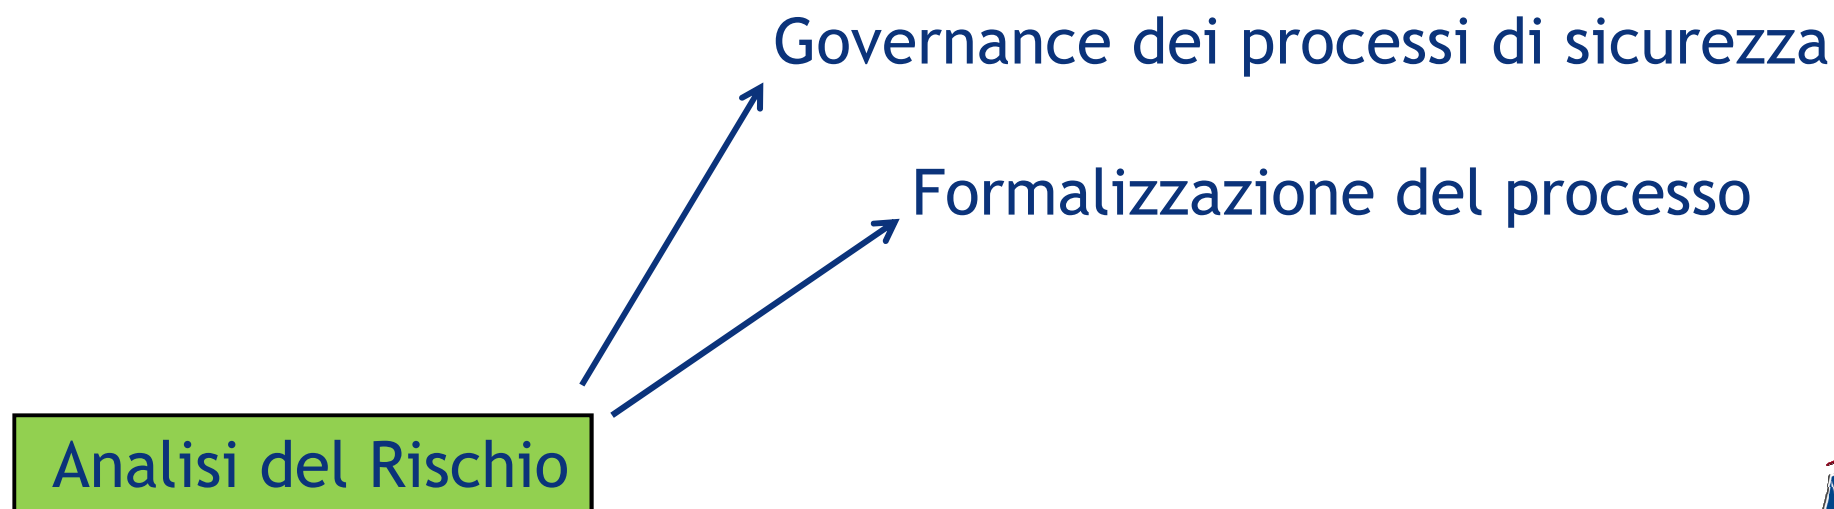 Governance dei processi di sicurezza
Formalizzazione del processo
Analisi del Rischio